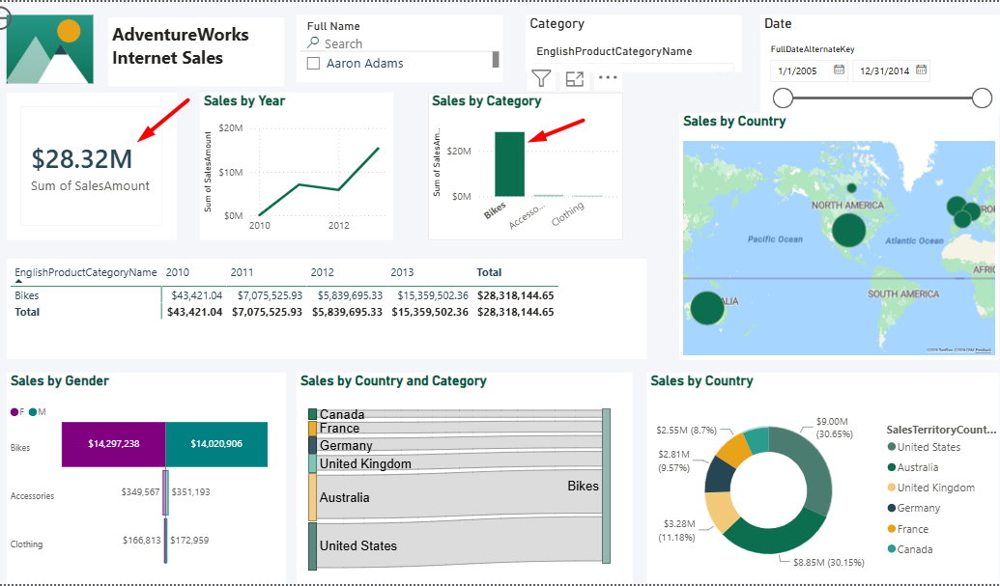 AdventureWorks
Internet Sales
Full Name
Search
Aaron Adams
Category
EnglishProductCategoryName
Date
FullDateAlternateKey
1/1/2005
12/31/2014
$28.32M
Sum of SalesAmount
Sales by Year
Sum of SalesAmount
$20M
$10M
$0M
2010
2012
Sales by Category
Sum of SalesAm...
$20M
$0M
Bikes
Accesso...
Clothing
Sales by Country
NORTH AMERICA
Pacific Ocean
Atlantic Ocean
SOUTH AMERICA
EnglishProductCategoryName 2010 2011 2012 2013 Total
Bikes $43,421.04 $7,075,525.93 $5,839,695.33 $15,359,502.36 $28,318,144.65
Total $43,421.04 $7,075,525.93 $5,839,695.33 $15,359,502.36 $28,318,144.65
Sales by Gender
F M
Bikes $14,297,238 $14,020,906
Accessories $349,567 $351,193
Clothing $166,813 $172,959
Sales by Country and Category
Canada
France
Germany
United Kingdom
Australia
United States
Bikes
Sales by Country
$9.00M
(30.65%)
$8.85M (30.15%)
$3.28M
(11.18%)
$2.81M
(9.57%)
$2.55M (8.7%)
SalesTerritoryCount...
United States
Australia
United Kingdom
Germany
France
Canada